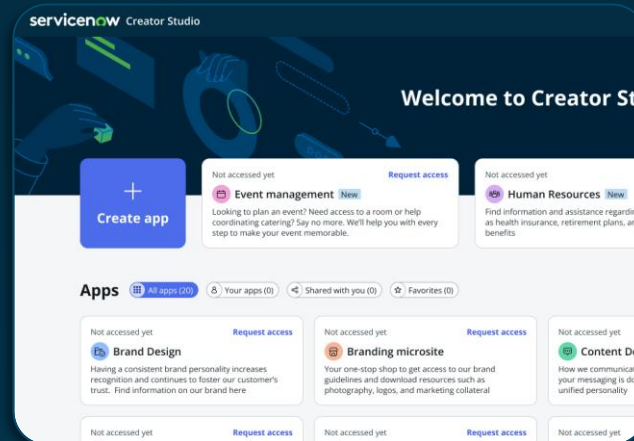 servicenow Creator Studio
Welcome to Creator St
Create app
Not accessed yet Request access
Event management New
Looking to plan an event? Need access to a room or help
coordinating catering? Say no more. We'll help you with every
step to make your event memorable.
Not accessed yet
Human Resources New
Find information and assistance regardin
as health insurance, retirement plans, an
benefits
Apps All apps (20) Your apps (0) Shared with you (0) Favorites (0)
Not accessed yet Request access
Brand Design
Having a consistent brand personality increases
recognition and continues to foster our customer's
trust. Find information on our brand here
Not accessed yet Request access
Branding microsite
Your one-stop shop to get access to our brand
guidelines and download resources such as
photography, logos, and marketing collateral
Not accessed yet
Content De
How we communicat
your messaging is do
unified personality
Not accessed yet Request access
Not accessed yet Request access
Not accessed yet